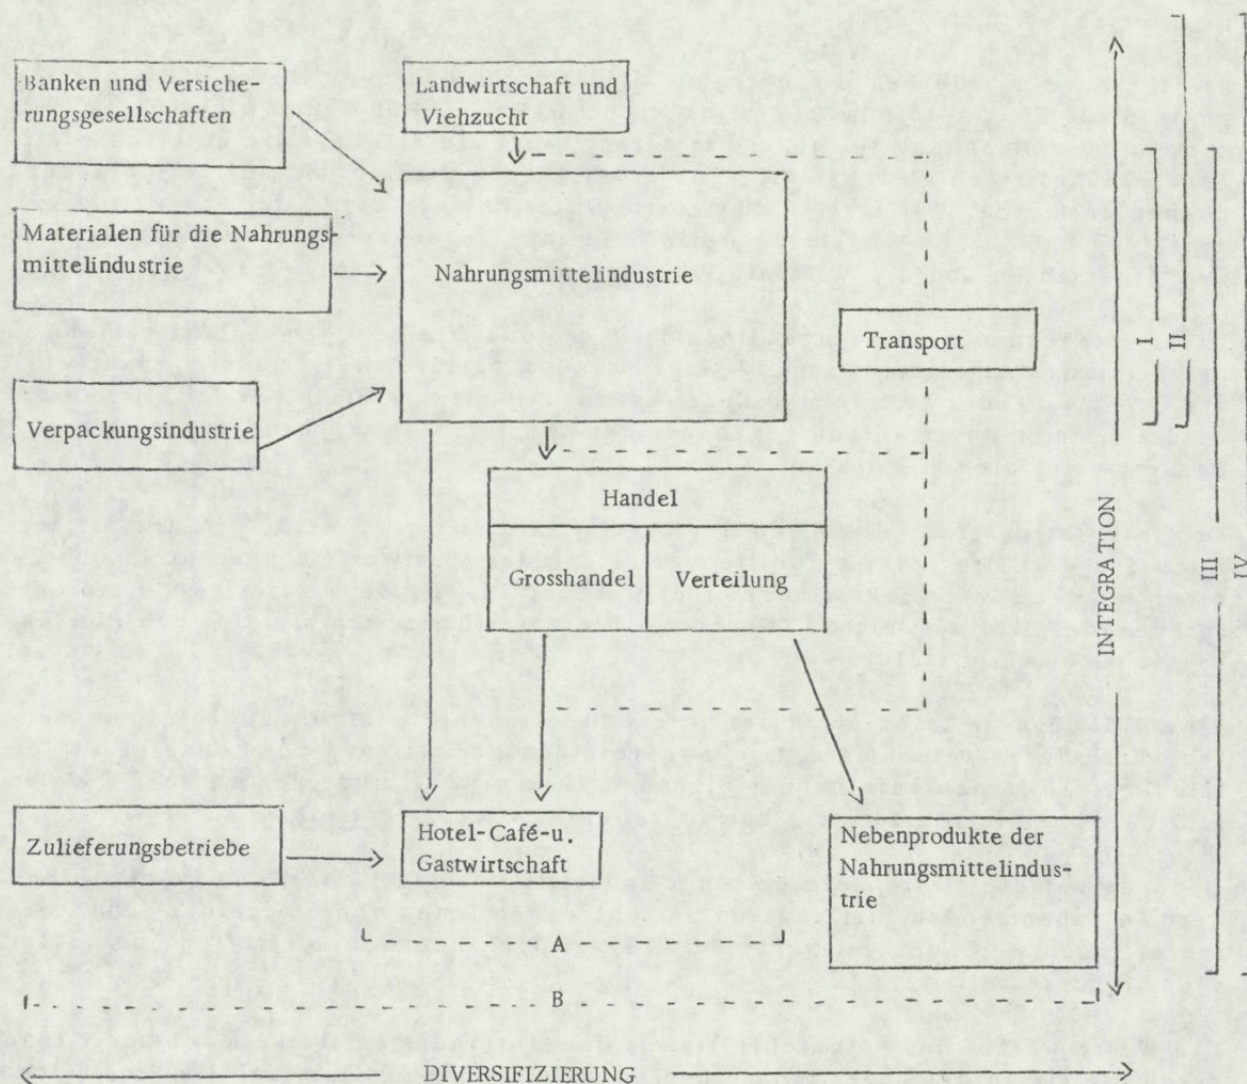 Banken und Versiche-
rungsgesellschaften
Landwirtschaft und
Viehzucht
Materialen für die Nahrungs-
mittelindustrie
Nahrungsmittelindustrie
Transport
Verpackungsindustrie
Handel
Grosshandel
Verteilung
Zulieferungsbetriebe
Hotel-Café-u.
Gastwirtschaft
Nebenprodukte der
Nahrungsmittelindus-
trie
A
B
DIVERSIFIZIERUNG
INTEGRATION
I
II
III
IV